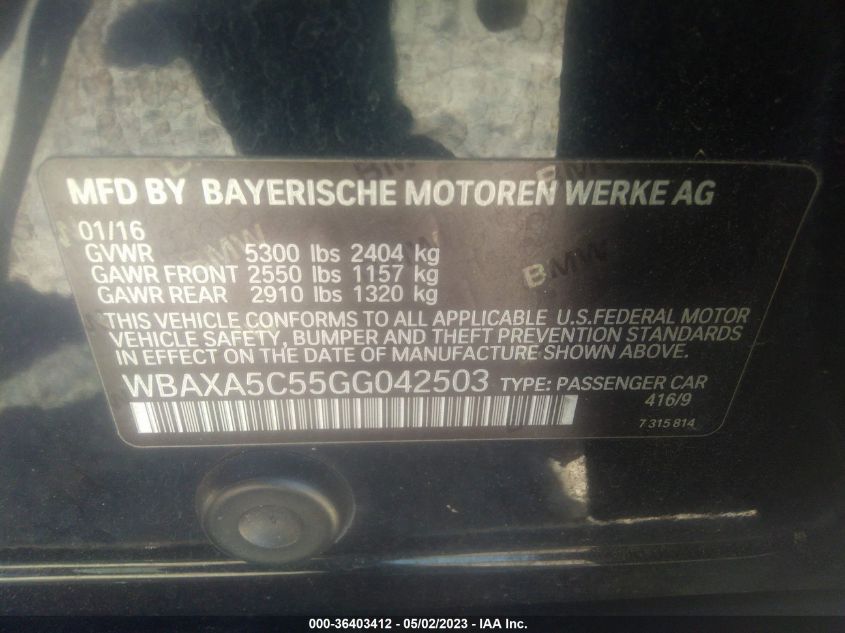 MFD BY BAYERISCHE MOTOREN WERKE AG
01/16
GVWR 5300 lbs 2404 kg
GAWR FRONT 2550 lbs 1157 kg
GAWR REAR 2910 lbs 1320 kg
BMW
THIS VEHICLE CONFORMS TO ALL APPLICABLE U.S.FEDERAL MOTOR
VEHICLE SAFETY, BUMPER AND THEFT PREVENTION STANDARDS
IN EFFECT ON THE DATE OF MANUFACTURE SHOWN ABOVE.
WBAXA5C55GG042503 TYPE: PASSENGER CAR
416/9
7 315 814
000-36403412 - 05/02/2023 - IAA Inc.